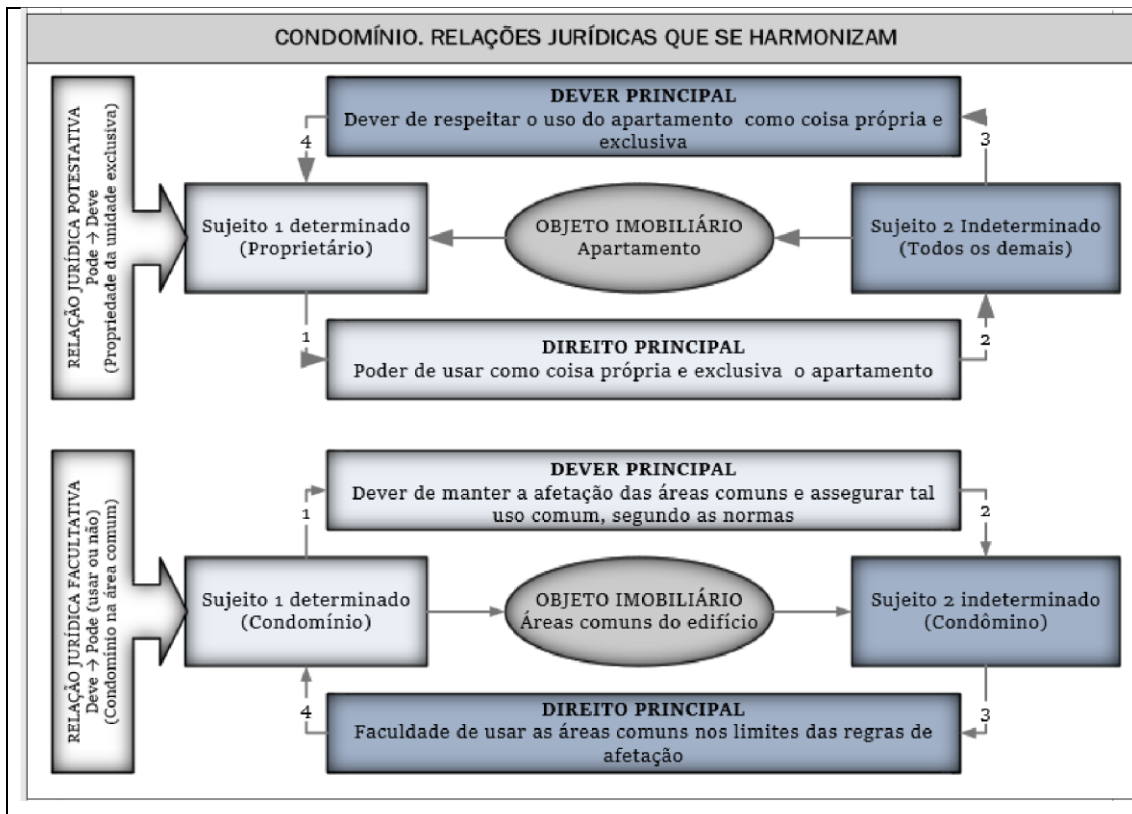 CONDOMÍNIO. RELAÇÕES JURÍDICAS QUE SE HARMONIZAM
RELAÇÃO JURÍDICA POTESTATIVA
Pode → Deve
(Propriedade da unidade exclusiva)
DEVER PRINCIPAL
Dever de respeitar o uso do apartamento como coisa própria e
exclusiva
4
3
Sujeito 1 determinado
(Proprietário)
OBJETO IMOBILIÁRIO
Apartamento
Sujeito 2 Indeterminado
(Todos os demais)
1
2
DIREITO PRINCIPAL
Poder de usar como coisa própria e exclusiva o apartamento
RELAÇÃO JURÍDICA FACULTATIVA
Deve → Pode (usar ou não)
(Condomínio na área comum)
DEVER PRINCIPAL
Dever de manter a afetação das áreas comuns e assegurar tal
uso comum, segundo as normas
1
2
Sujeito 1 determinado
(Condomínio)
OBJETO IMOBILIÁRIO
Áreas comuns do edifício
Sujeito 2 indeterminado
(Condômino)
4
3
DIREITO PRINCIPAL
Faculdade de usar as áreas comuns nos limites das regras de
afetação